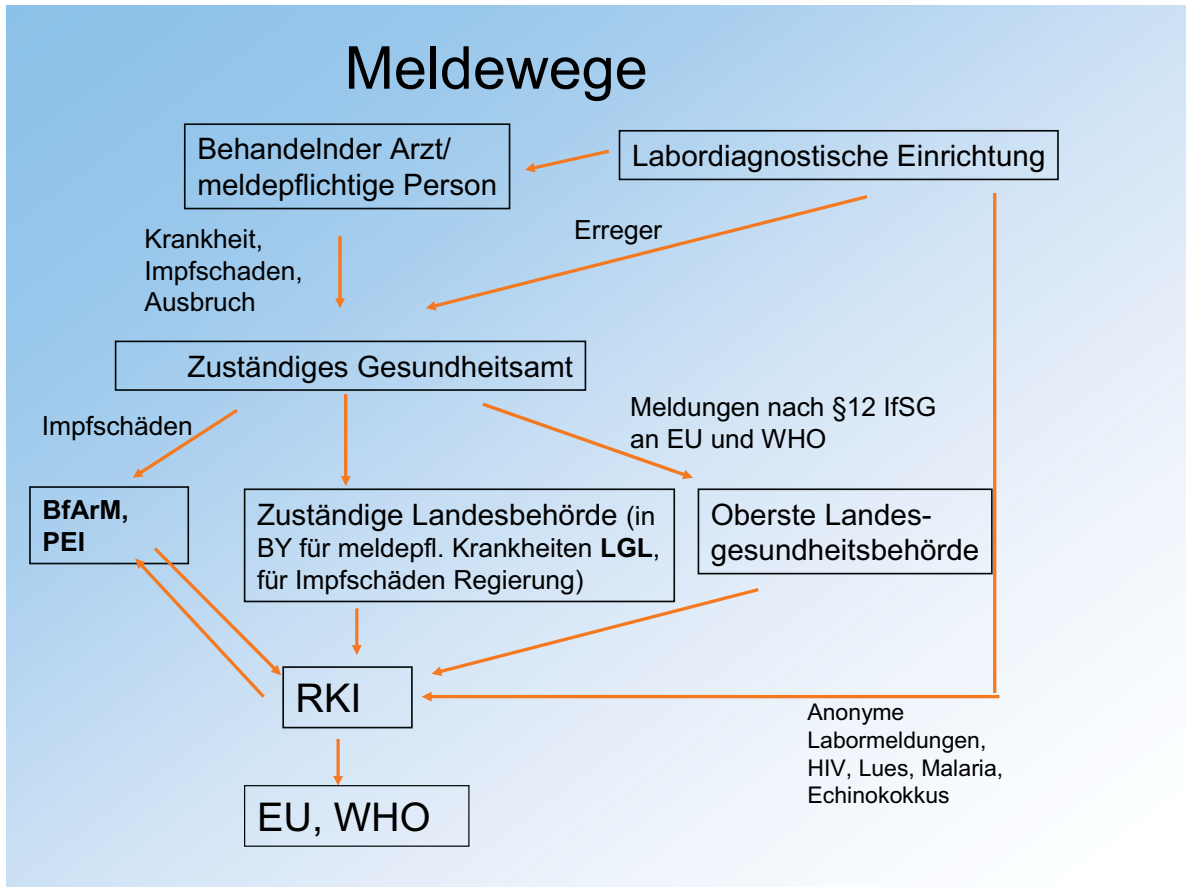 Meldewege
Behandelnder Arzt/
meldepflichtige Person
Labordiagnostische Einrichtung
Krankheit,
Impfschaden,
Ausbruch
Erreger
Zuständiges Gesundheitsamt
Impfschäden
Meldungen nach §12 IfSG
an EU und WHO
BfArM,
PEI
Zuständige Landesbehörde (in
BY für meldepfl. Krankheiten LGL,
für Impfschäden Regierung)
Oberste Landes-
gesundheitsbehörde
RKI
Anonyme
Labormeldungen,
HIV, Lues, Malaria,
Echinokokkus
EU, WHO